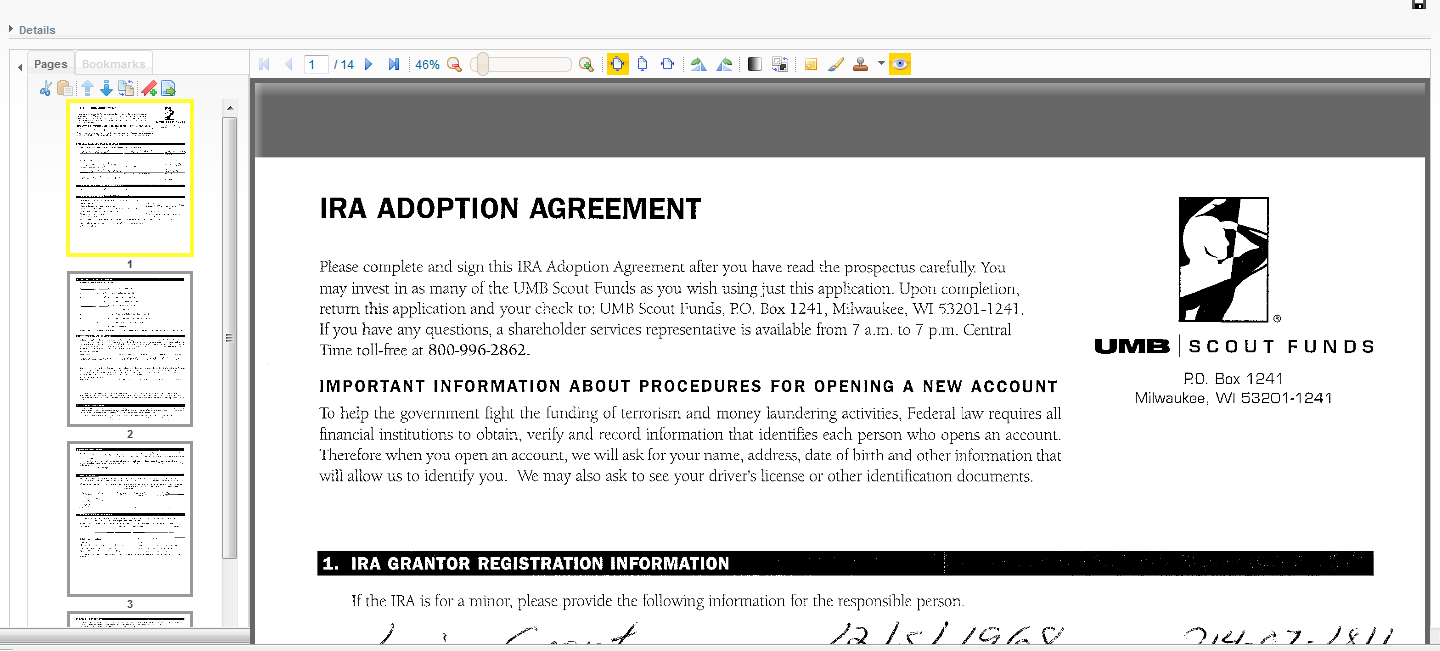 Details
Pages Bookmarks
1 / 14 46%
1
2
3
IRA ADOPTION AGREEMENT
Please complete and sign this IRA Adoption Agreement after you have read the prospectus carefully. You
may invest in as many of the UMB Scout Funds as you wish using just this application. Upon completion,
return this application and your check to: UMB Scout Funds, P.O. Box 1241, Milwaukee, WI 53201-1241.
If you have any questions, a shareholder services representative is available from 7 a.m. to 7 p.m. Central
Time toll-free at 800-996-2862.
®
UMB | SCOUT FUNDS
P.O. Box 1241
Milwaukee, WI 53201-1241
IMPORTANT INFORMATION ABOUT PROCEDURES FOR OPENING A NEW ACCOUNT
To help the government fight the funding of terrorism and money laundering activities, Federal law requires all
financial institutions to obtain, verify and record information that identifies each person who opens an account.
Therefore when you open an account, we will ask for your name, address, date of birth and other information that
will allow us to identify you. We may also ask to see your driver's license or other identification documents.
1. IRA GRANTOR REGISTRATION INFORMATION
If the IRA is for a minor, please provide the following information for the responsible person.
12/5/1968